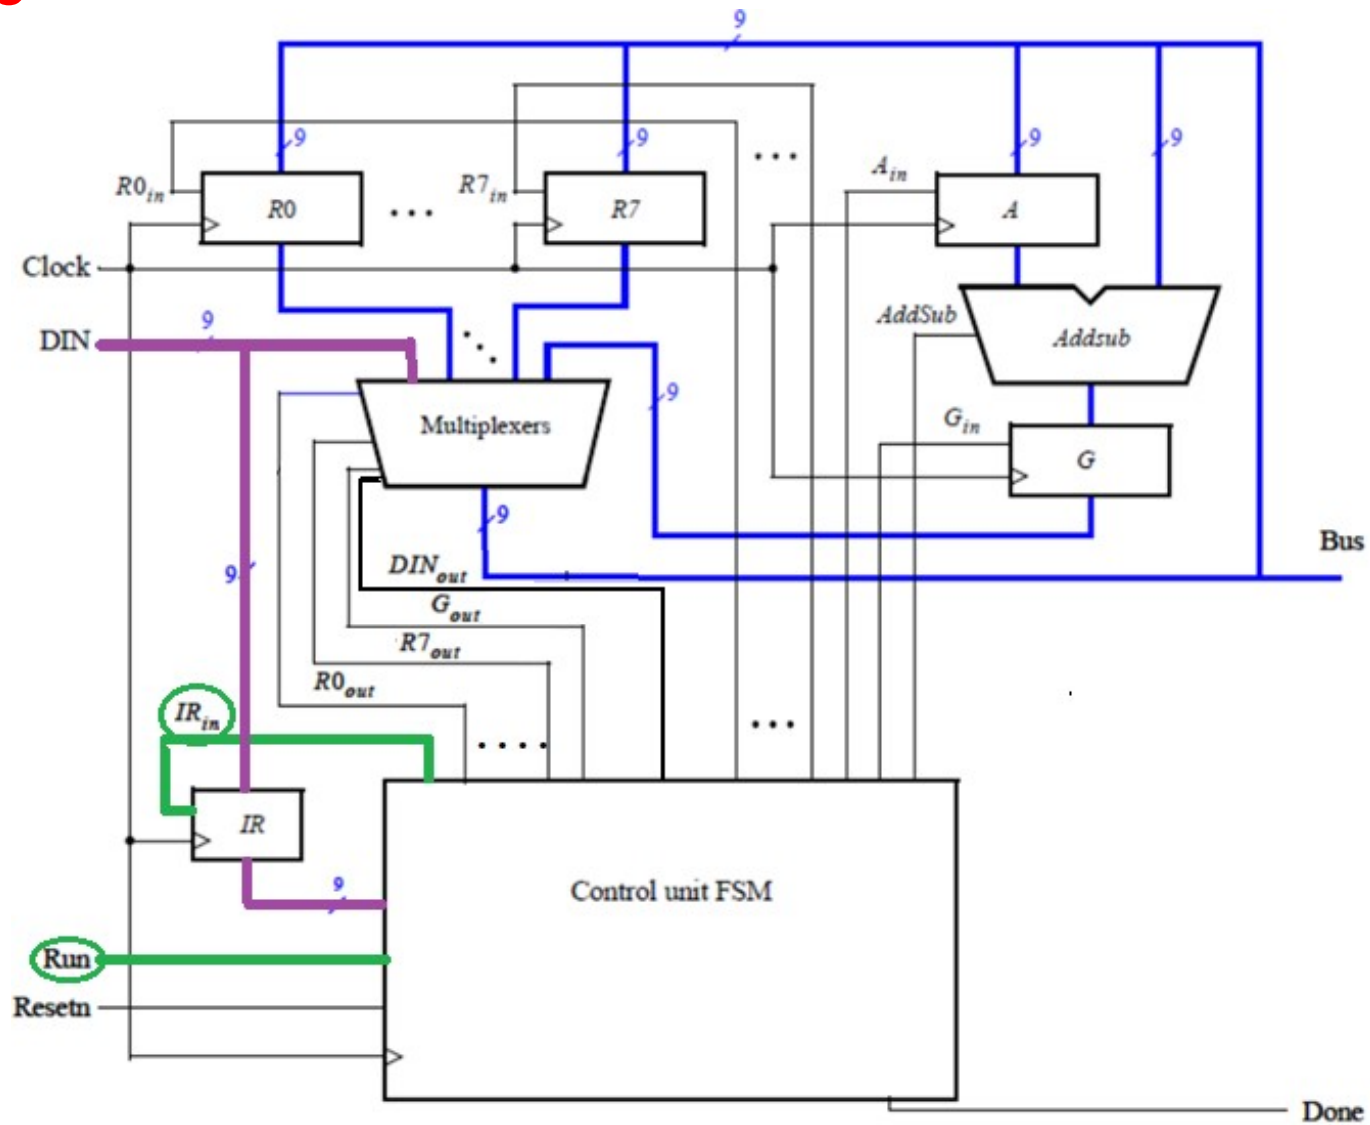 9
9
9
9
9
R0in
R0
R7in
R7
Ain
A
Clock
9
DIN
AddSub
Addsub
Multiplexers
9
Gin
G
9
Bus
9
DINout
Gout
R7out
R0out
IRin
IR
9
Control unit FSM
Run
Resetn
Done